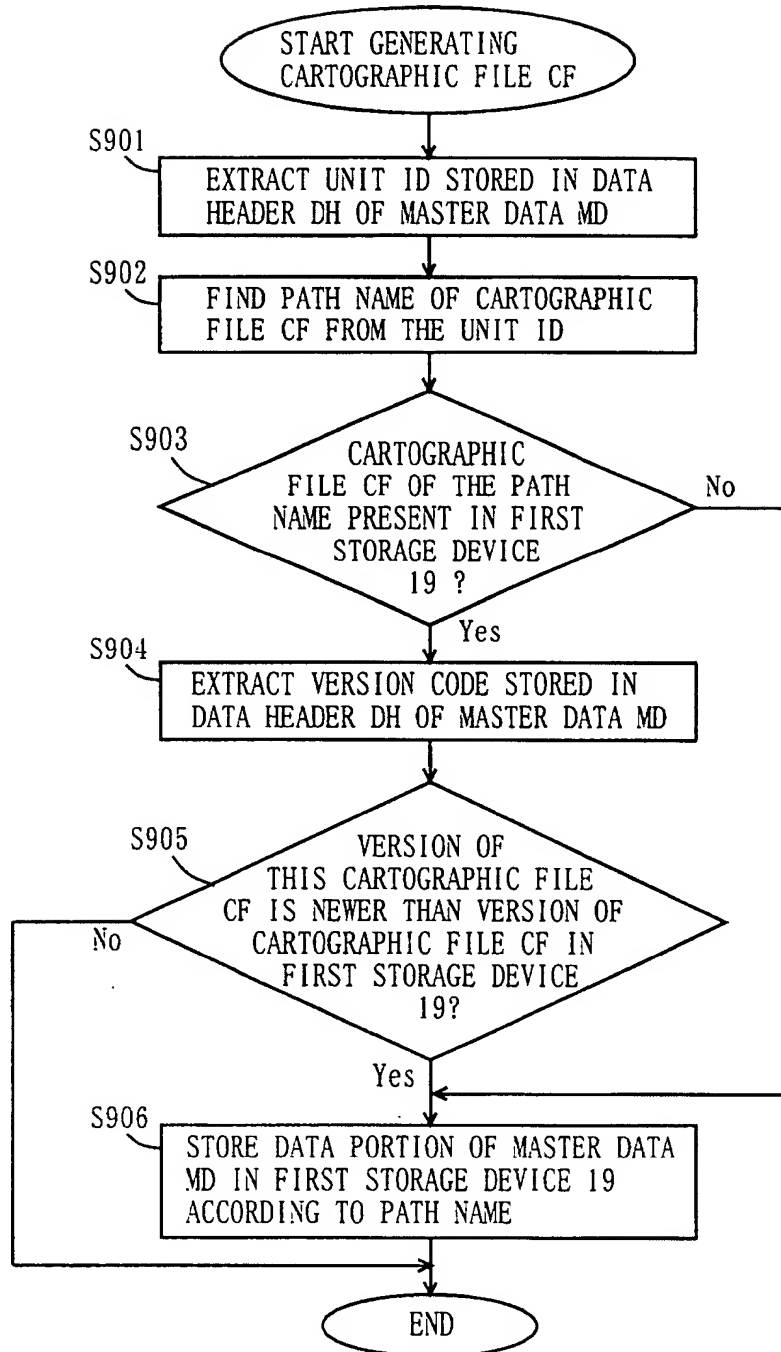 START GENERATING
CARTOGRAPHIC FILE CF
S901
EXTRACT UNIT ID STORED IN DATA
HEADER DH OF MASTER DATA MD
S902
FIND PATH NAME OF CARTOGRAPHIC
FILE CF FROM THE UNIT ID
S903
CARTOGRAPHIC
FILE CF OF THE PATH
NAME PRESENT IN FIRST
STORAGE DEVICE
19 ?
No
Yes
S904
EXTRACT VERSION CODE STORED IN
DATA HEADER DH OF MASTER DATA MD
S905
VERSION OF
THIS CARTOGRAPHIC FILE
CF IS NEWER THAN VERSION OF
CARTOGRAPHIC FILE CF IN
FIRST STORAGE DEVICE
19?
No
Yes
S906
STORE DATA PORTION OF MASTER DATA
MD IN FIRST STORAGE DEVICE 19
ACCORDING TO PATH NAME
END